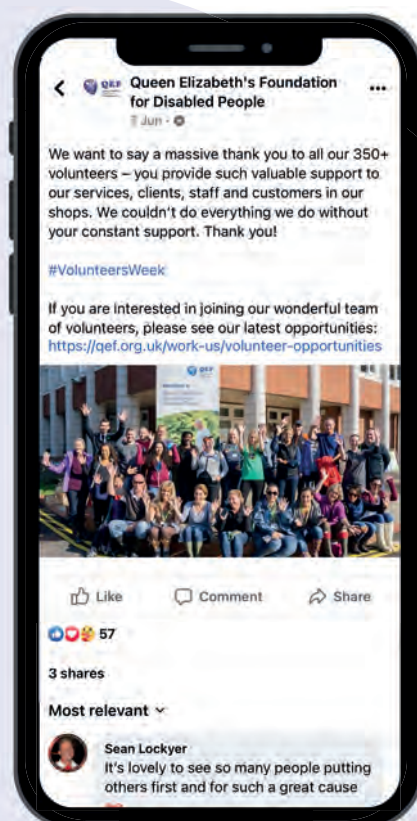 QEF
Queen Elizabeth's Foundation
for Disabled People
7 Jun
We want to say a massive thank you to all our 350+
volunteers – you provide such valuable support to
our services, clients, staff and customers in our
shops. We couldn't do everything we do without
your constant support. Thank you!
#VolunteersWeek
If you are interested in joining our wonderful team
of volunteers, please see our latest opportunities:
https://qef.org.uk/work-us/volunteer-opportunities
QEF
Like
Comment
Share
57
3 shares
Most relevant
Sean Lockyer
It's lovely to see so many people putting
others first and for such a great cause